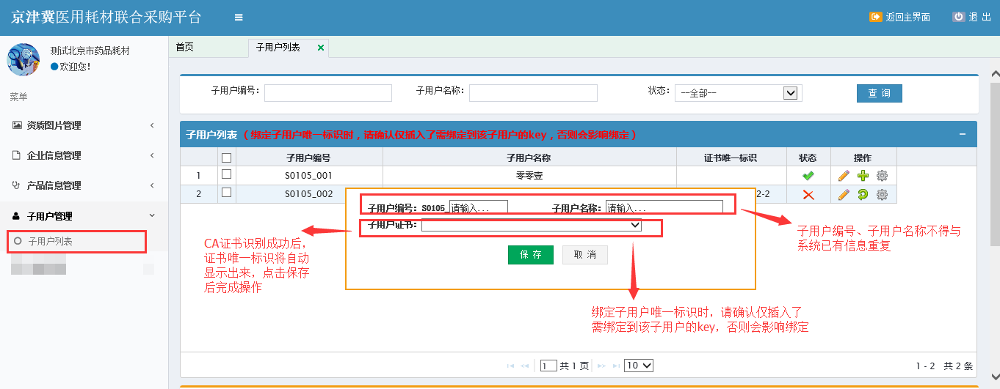 京津冀医用耗材联合采购平台
返回主界面
退 出
测试北京市药品耗材
欢迎您!
菜单
资质图片管理
企业信息管理
产品信息管理
子用户管理
子用户列表
首页
子用户列表
子用户编号:
子用户名称:
状态:
--全部--
查 询
子用户列表 (绑定子用户唯一标识时,请确认仅插入了需绑定到该子用户的key,否则会影响绑定)
子用户编号 子用户名称 证书唯一标识 状态 操作
1 S0105_001 零零壹
2 S0105_002 2-2
子用户编号: S0105_ 请输入...
子用户名称: 请输入...
子用户证书:
保 存
取 消
CA证书识别成功后,
证书唯一标识将自动
显示出来,点击保存
后完成操作
子用户编号、子用户名称不得与
系统已有信息重复
绑定子用户唯一标识时,请确认仅插入了
需绑定到该子用户的key,否则会影响绑定
1 共 1 页 10
1 - 2 共 2 条